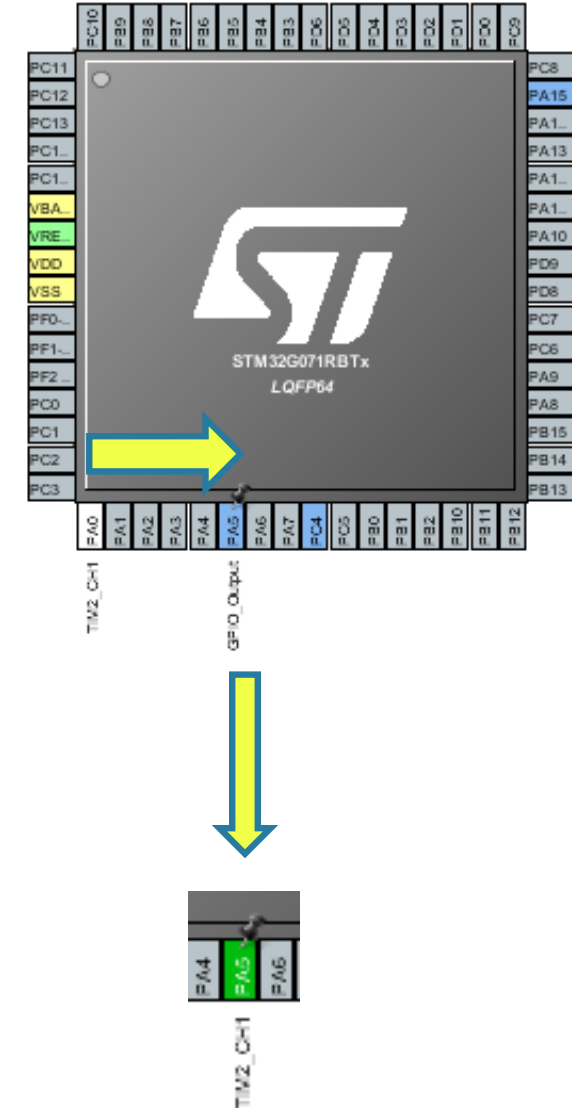 PC10
PB9
PB8
PB7
PB6
PB5
PB4
PB3
PD6
PD5
PD4
PD3
PD2
PD1
PD0
PC9
PC11
PC12
PC13
PC1...
PC1...
VBA...
VRE...
VDD
VSS
PF0-...
PF1-...
PF2 ...
PC0
PC1
PC2
PC3
PC8
PA15
PA1...
PA13
PA1...
PA1...
PA10
PD9
PD8
PC7
PC6
PA9
PA8
PB15
PB14
PB13
ST
STM32G071RBTx
LQFP64
PA0
PA1
PA2
PA3
PA4
PA5
PA6
PA7
PC4
PC5
PB0
PB1
PB2
PB10
PB11
PB12
TIM2_CH1
GPIO_Output
PA4
PA5
PA6
TIM2_CH1